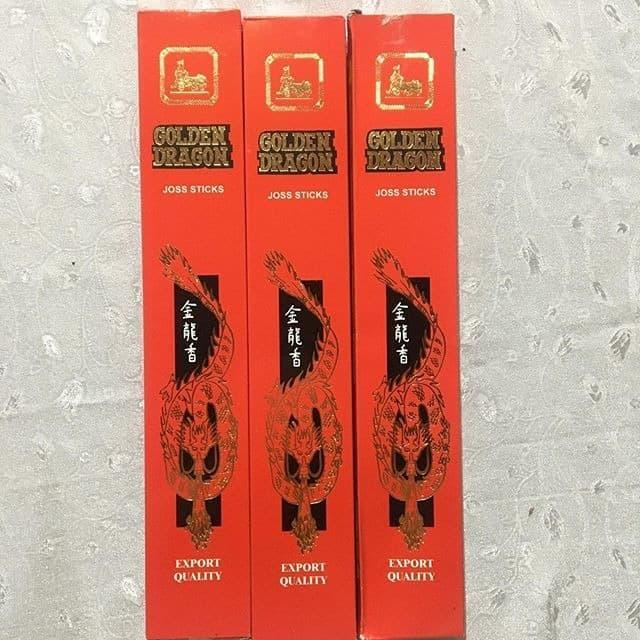 GOLDEN
DRAGON
JOSS STICKS
金龍香
EXPORT
QUALITY
GOLDEN
DRAGON
JOSS STICKS
金龍香
EXPORT
QUALITY
GOLDEN
DRAGON
JOSS STICKS
金龍香
EXPORT
QUALITY